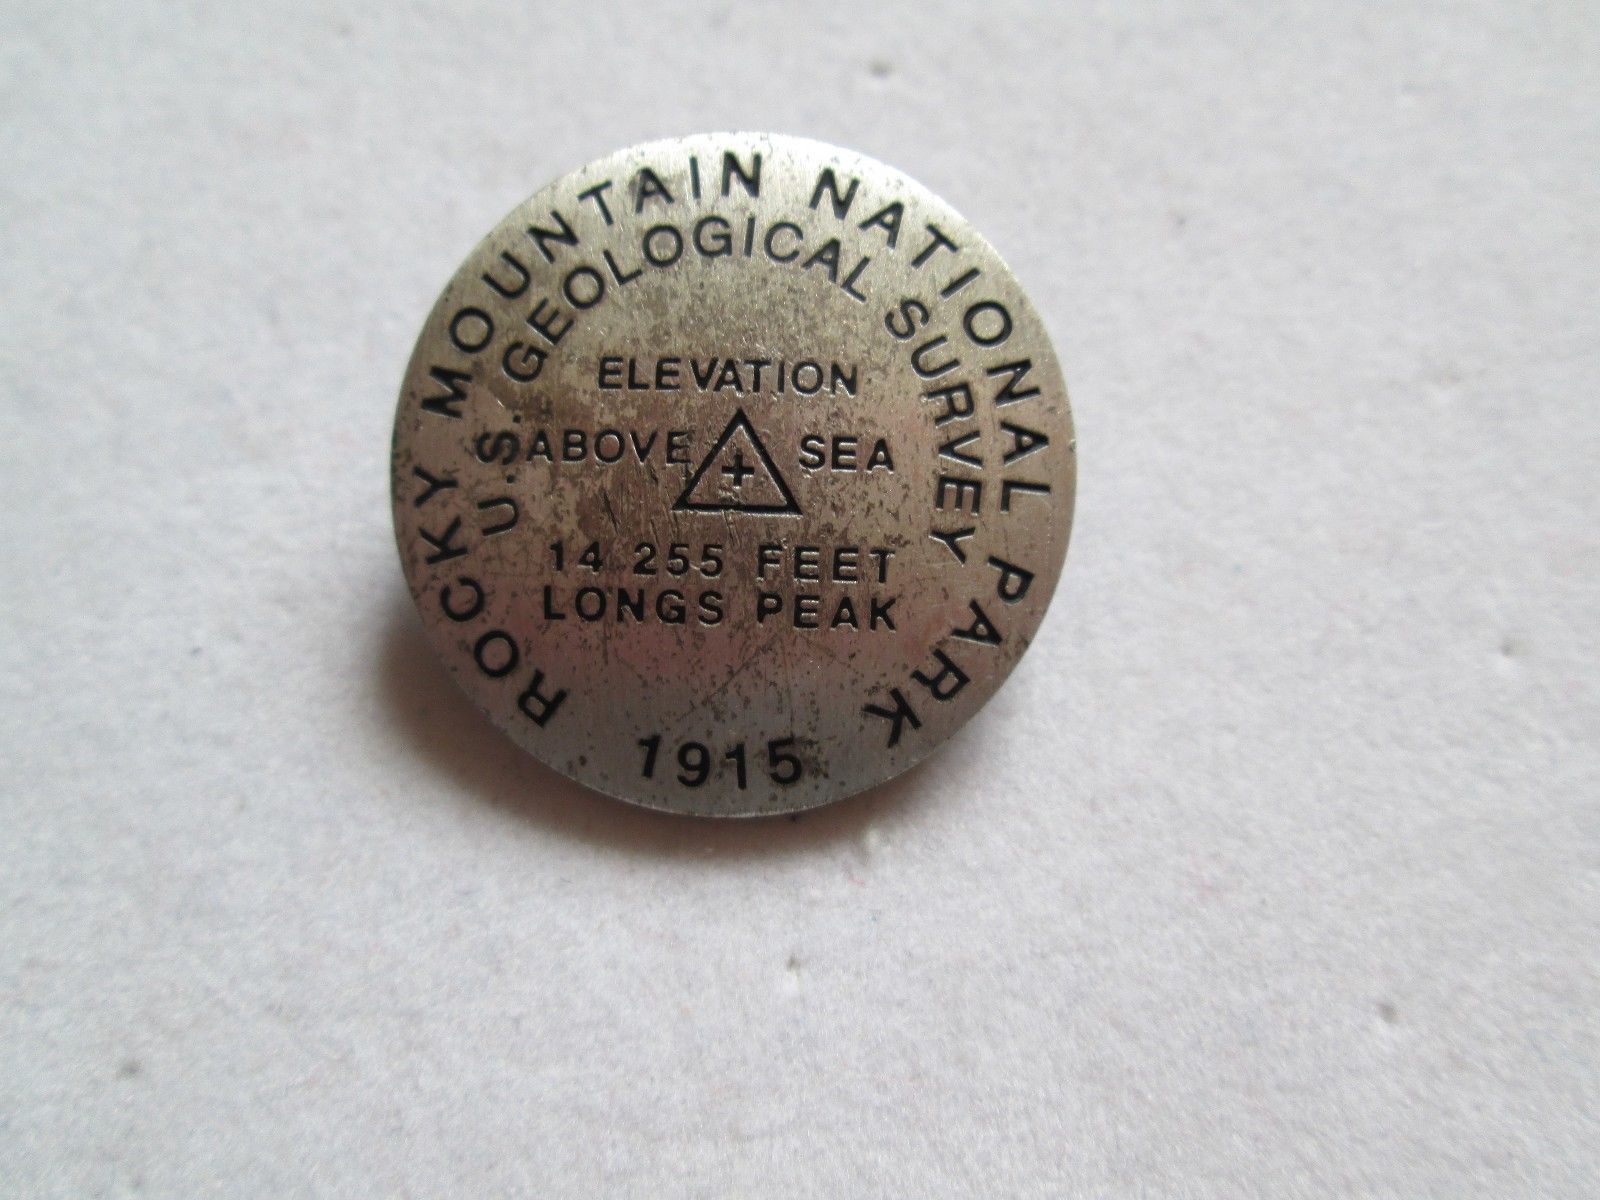 ROCKY MOUNTAIN NATIONAL PARK
U.S. GEOLOGICAL SURVEY
ELEVATION
ABOVE SEA
14 255 FEET
LONGS PEAK
1915